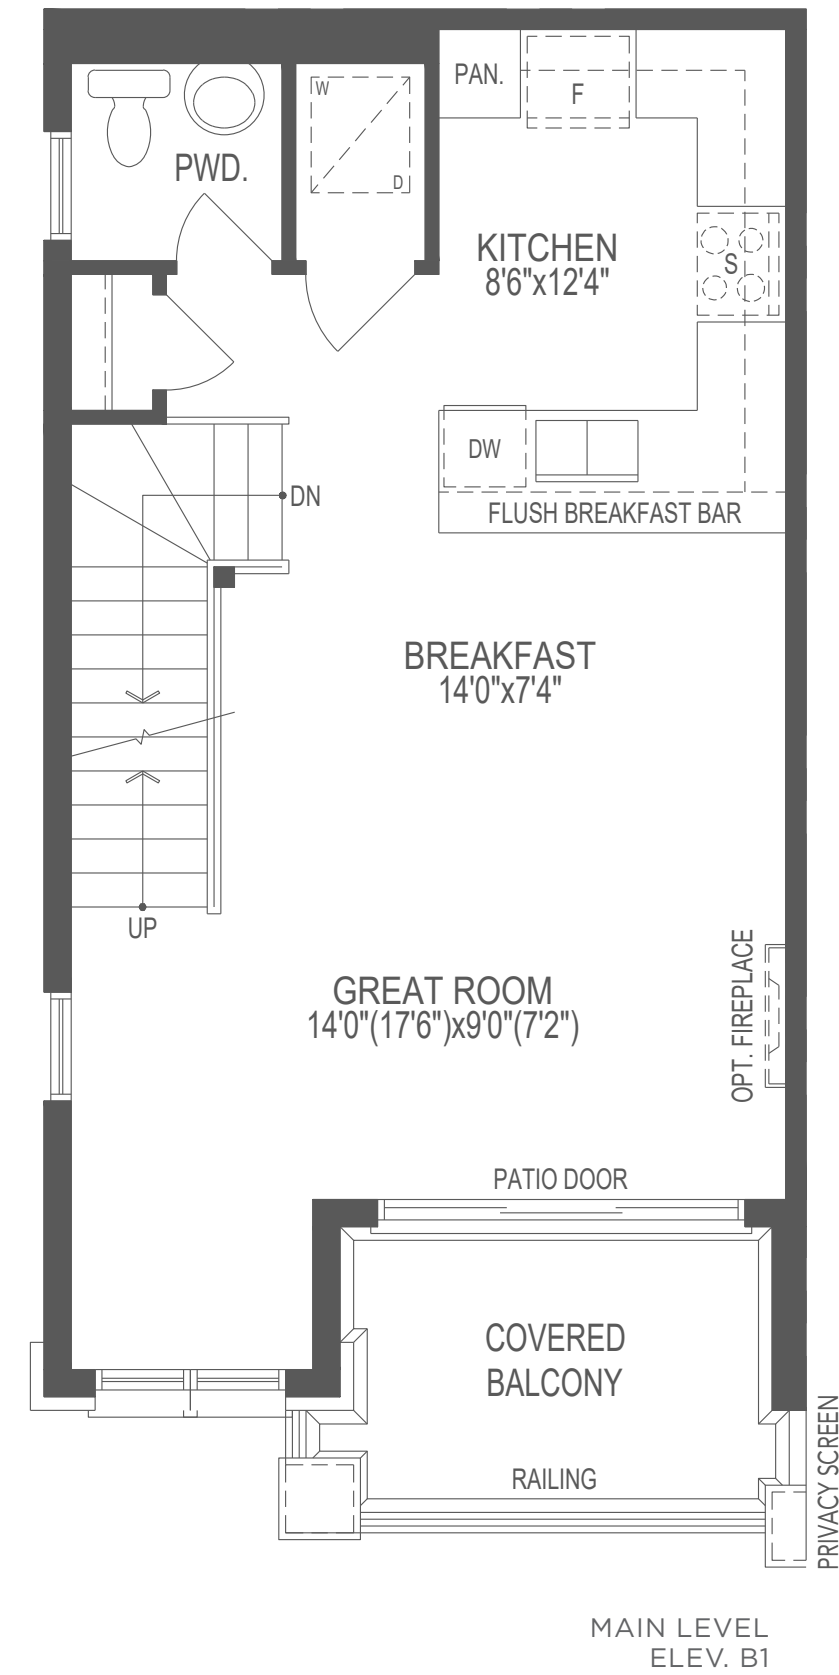 PAN.
F
W
D
PWD.
KITCHEN
8'6"x12'4"
S
DW
DN
FLUSH BREAKFAST BAR
BREAKFAST
14'0"x7'4"
UP
GREAT ROOM
14'0"(17'6")x9'0"(7'2")
OPT. FIREPLACE
PATIO DOOR
COVERED
BALCONY
RAILING
PRIVACY SCREEN
MAIN LEVEL
ELEV. B1